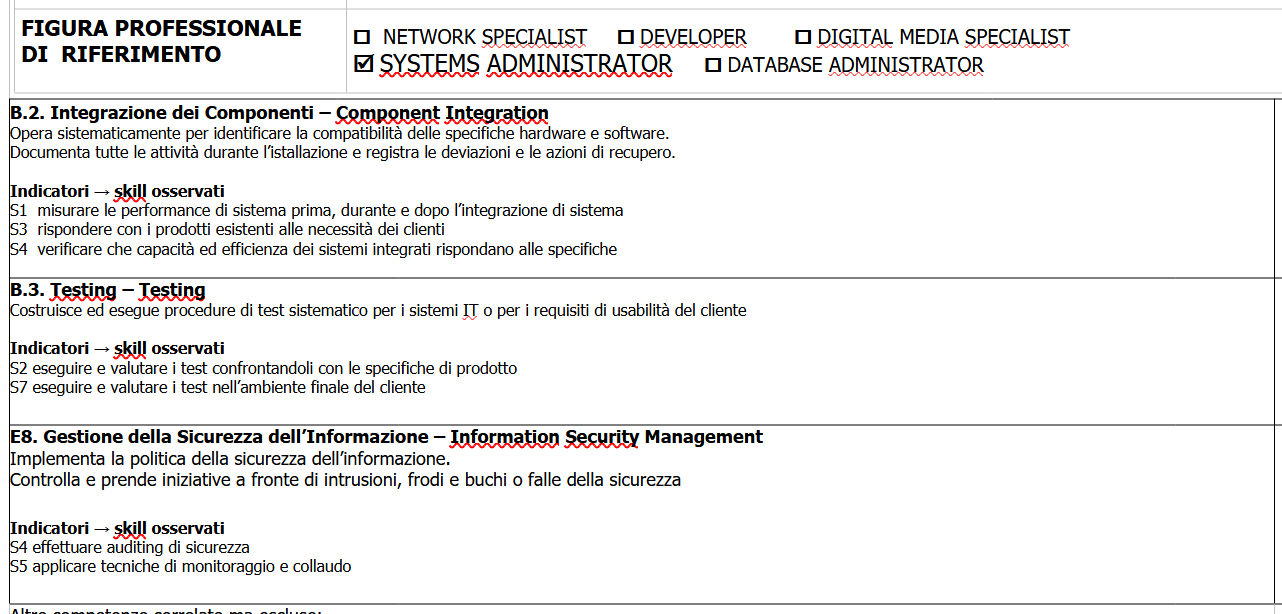 FIGURA PROFESSIONALE
DI RIFERIMENTO
☐ NETWORK SPECIALIST ☐ DEVELOPER ☐ DIGITAL MEDIA SPECIALIST
☑ SYSTEMS ADMINISTRATOR ☐ DATABASE ADMINISTRATOR
B.2. Integrazione dei Componenti – Component Integration
Opera sistematicamente per identificare la compatibilità delle specifiche hardware e software.
Documenta tutte le attività durante l’istallazione e registra le deviazioni e le azioni di recupero.
Indicatori → skill osservati
S1 misurare le performance di sistema prima, durante e dopo l’integrazione di sistema
S3 rispondere con i prodotti esistenti alle necessità dei clienti
S4 verificare che capacità ed efficienza dei sistemi integrati rispondano alle specifiche
B.3. Testing – Testing
Costruisce ed esegue procedure di test sistematico per i sistemi IT o per i requisiti di usabilità del cliente
Indicatori → skill osservati
S2 eseguire e valutare i test confrontandoli con le specifiche di prodotto
S7 eseguire e valutare i test nell’ambiente finale del cliente
E8. Gestione della Sicurezza dell’Informazione – Information Security Management
Implementa la politica della sicurezza dell’informazione.
Controlla e prende iniziative a fronte di intrusioni, frodi e buchi o falle della sicurezza
Indicatori → skill osservati
S4 effettuare auditing di sicurezza
S5 applicare tecniche di monitoraggio e collaudo